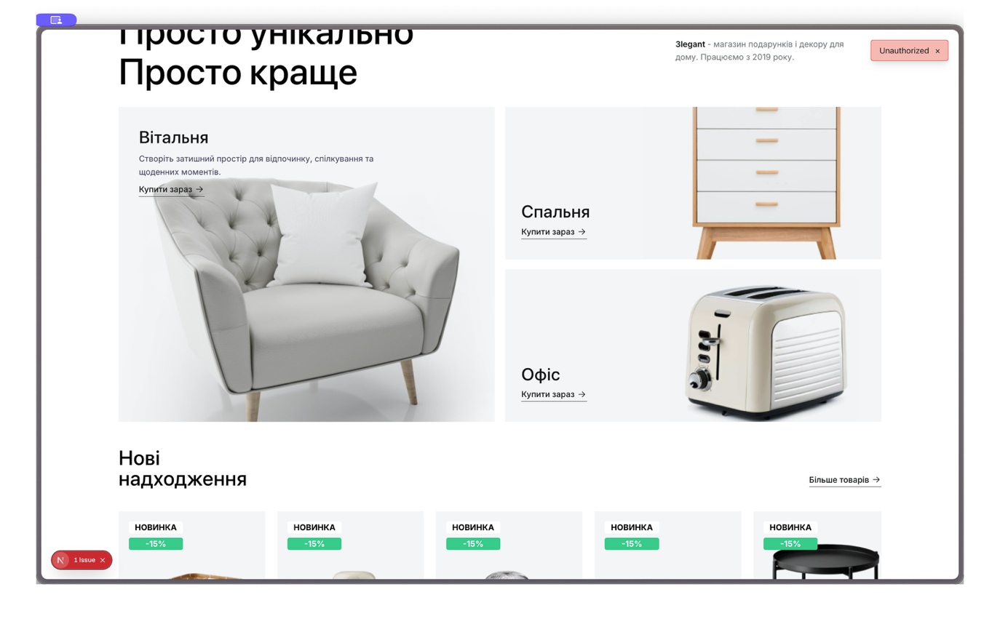 Просто унікально
Просто краще
3legant - магазин подарунків і декору для
дому. Працюємо з 2019 року.
Unauthorized ×
Вітальня
Створіть затишний простір для відпочинку, спілкування та
щоденних моментів.
Купити зараз →
Спальня
Купити зараз →
Офіс
Купити зараз →
Нові
надходження
Більше товарів →
НОВИНКА
-15%
НОВИНКА
-15%
НОВИНКА
-15%
НОВИНКА
-15%
НОВИНКА
-15%
N 1 Issue ×